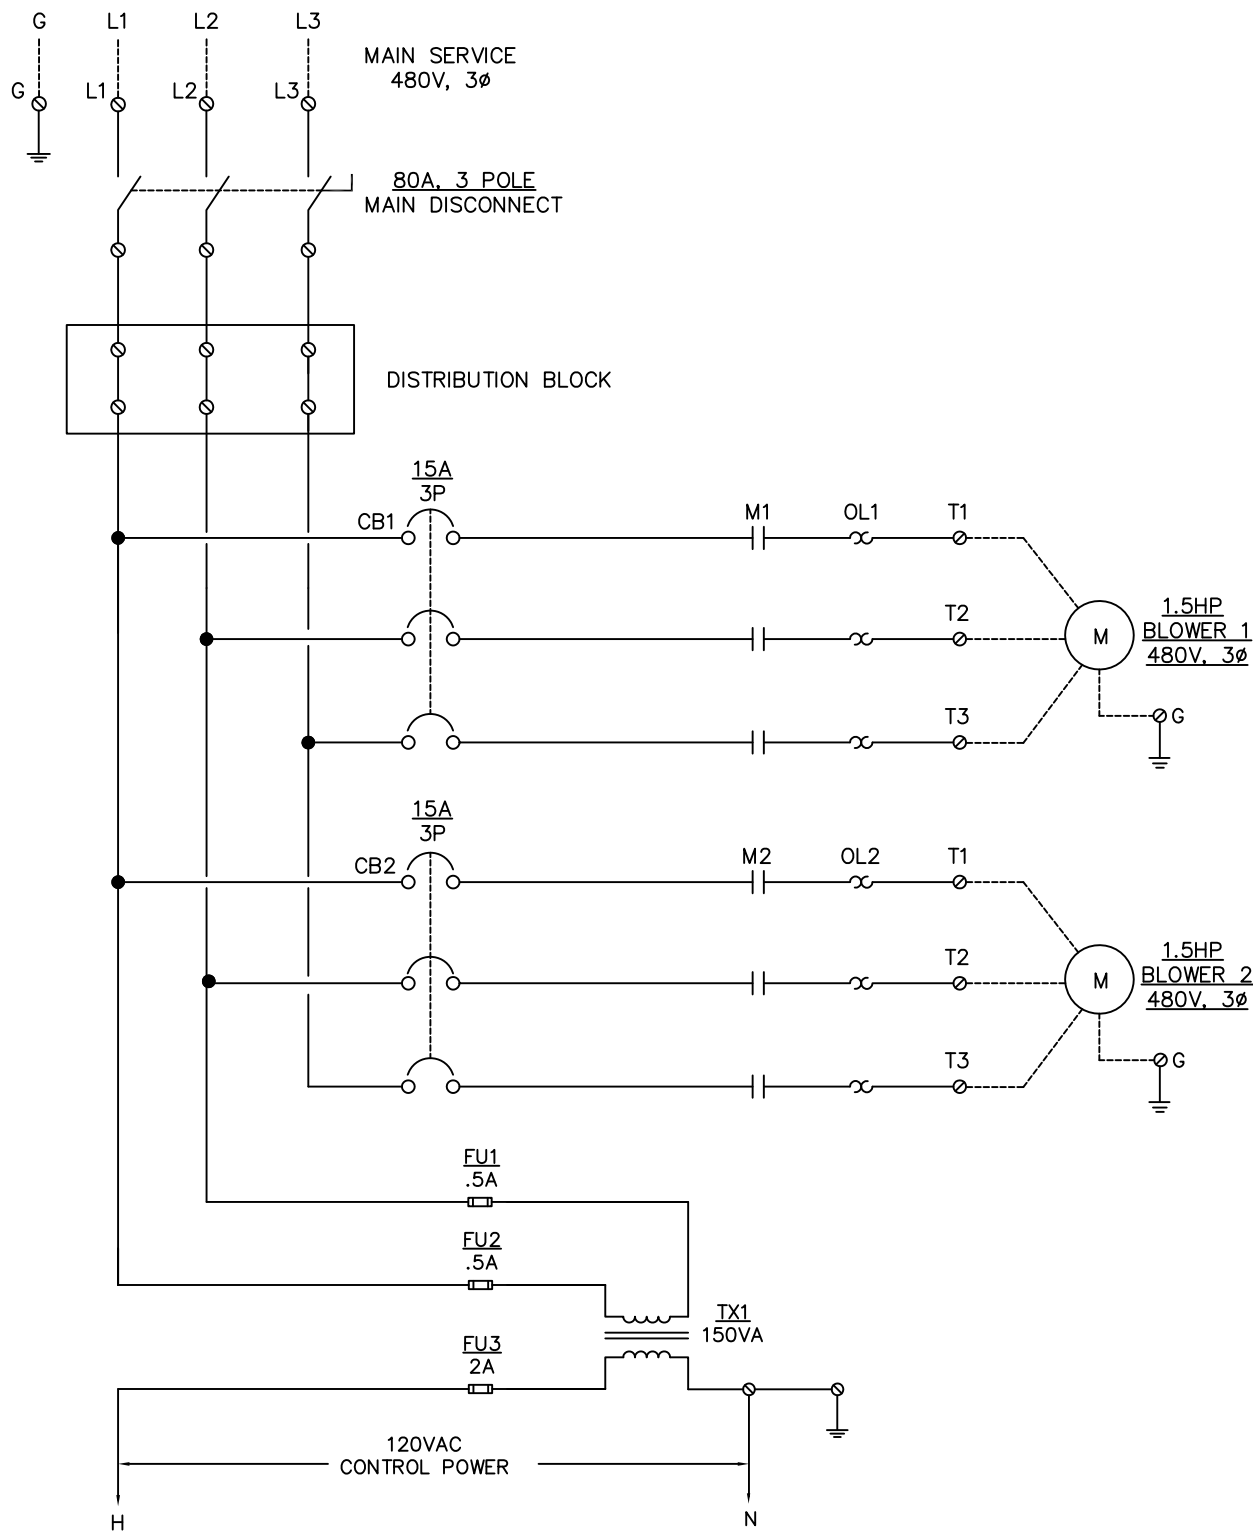 G L1 L2 L3
MAIN SERVICE
480V, 3ø
G L1 L2 L3
80A, 3 POLE
MAIN DISCONNECT
DISTRIBUTION BLOCK
15A
3P
CB1 M1 OL1 T1
T2
1.5HP
BLOWER 1
M
480V, 3ø
T3
G
15A
3P
CB2 M2 OL2 T1
T2
1.5HP
BLOWER 2
M
480V, 3ø
T3
G
FU1
.5A
FU2
.5A
TX1
150VA
FU3
2A
120VAC
CONTROL POWER
H N